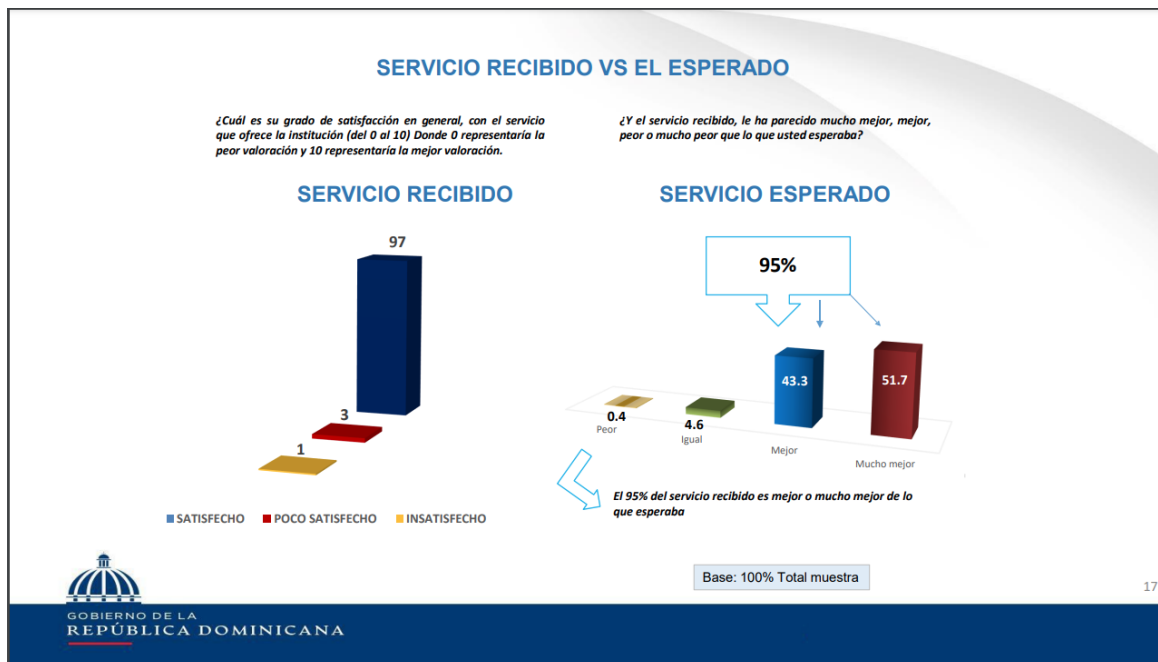 SERVICIO RECIBIDO VS EL ESPERADO
¿Cuál es su grado de satisfacción en general, con el servicio
que ofrece la institución (del 0 al 10) Donde 0 representaría la
peor valoración y 10 representaría la mejor valoración.
¿Y el servicio recibido, le ha parecido mucho mejor, mejor,
peor o mucho peor que lo que usted esperaba?
SERVICIO RECIBIDO
97
3
1
SATISFECHO POCO SATISFECHO INSATISFECHO
SERVICIO ESPERADO
95%
43.3
51.7
0.4
4.6
Peor
Igual
Mejor
Mucho mejor
El 95% del servicio recibido es mejor o mucho mejor de lo
que esperaba
Base: 100% Total muestra
17
GOBIERNO DE LA
REPÚBLICA DOMINICANA